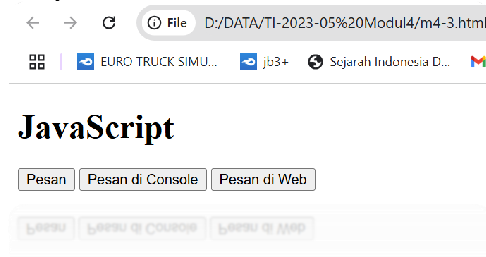 File D:/DATA/TI-2023-05%20Modul4/m4-3.html
EURO TRUCK SIMU... jb3+ Sejarah Indonesia D...
JavaScript
Pesan Pesan di Console Pesan di Web